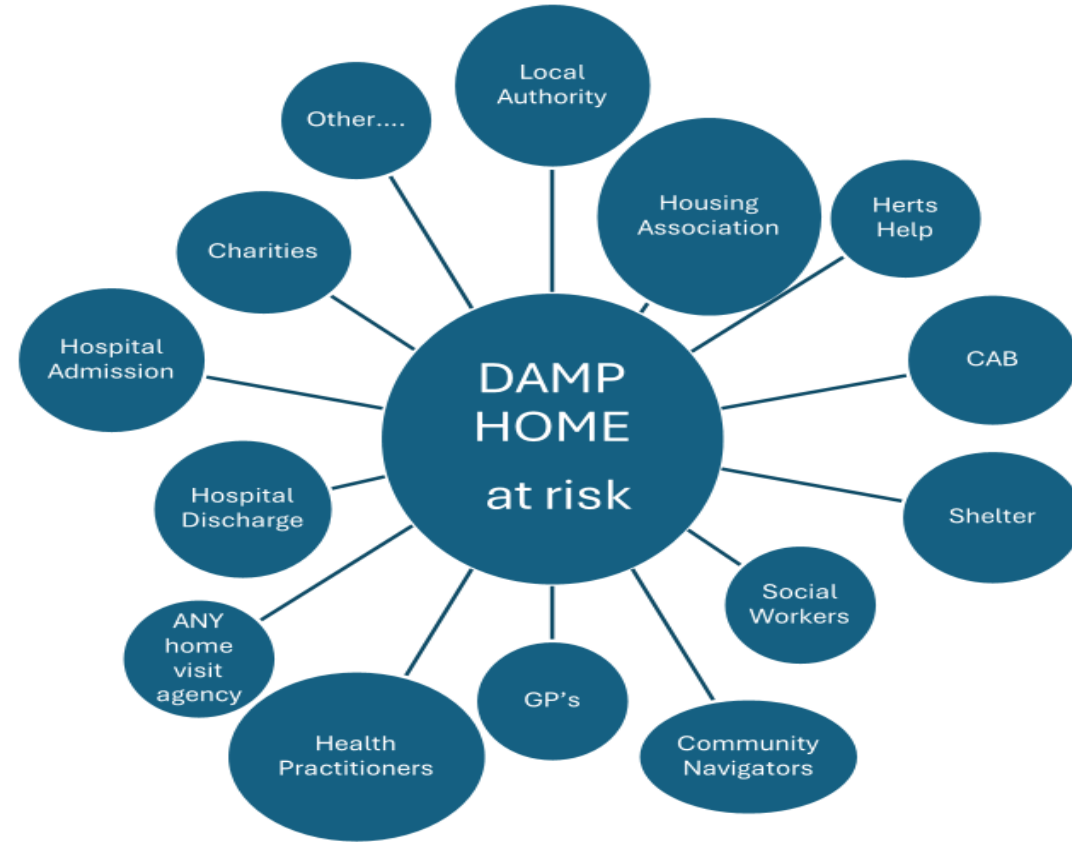 DAMP
HOME
at risk
Local
Authority
Housing
Association
Herts
Help
CAB
Shelter
Social
Workers
Community
Navigators
GP’s
Health
Practitioners
ANY
home
visit
agency
Hospital
Discharge
Hospital
Admission
Charities
Other....